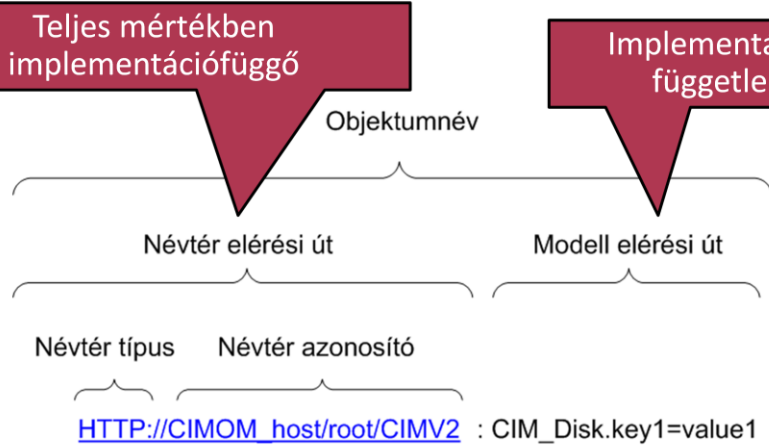 Teljes mértékben
implementációfüggő
Objektumnév
Névtér elérési út
Modell elérési út
Névtér típus
Névtér azonosító
HTTP://CIMOM_host/root/CIMV2 : CIM_Disk.key1=value1